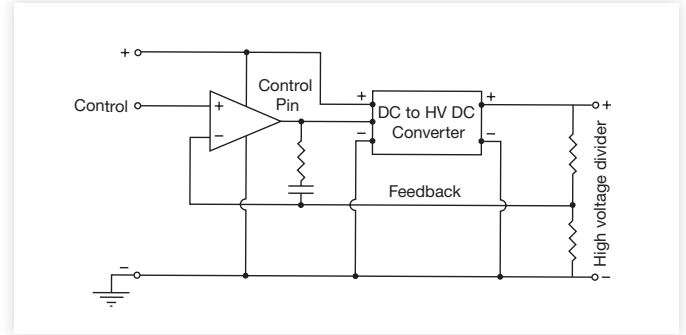 +
Control
Pin
Control
+
−
+
−
DC to HV DC
Converter
+
−
+
Feedback
High voltage divider
−
−